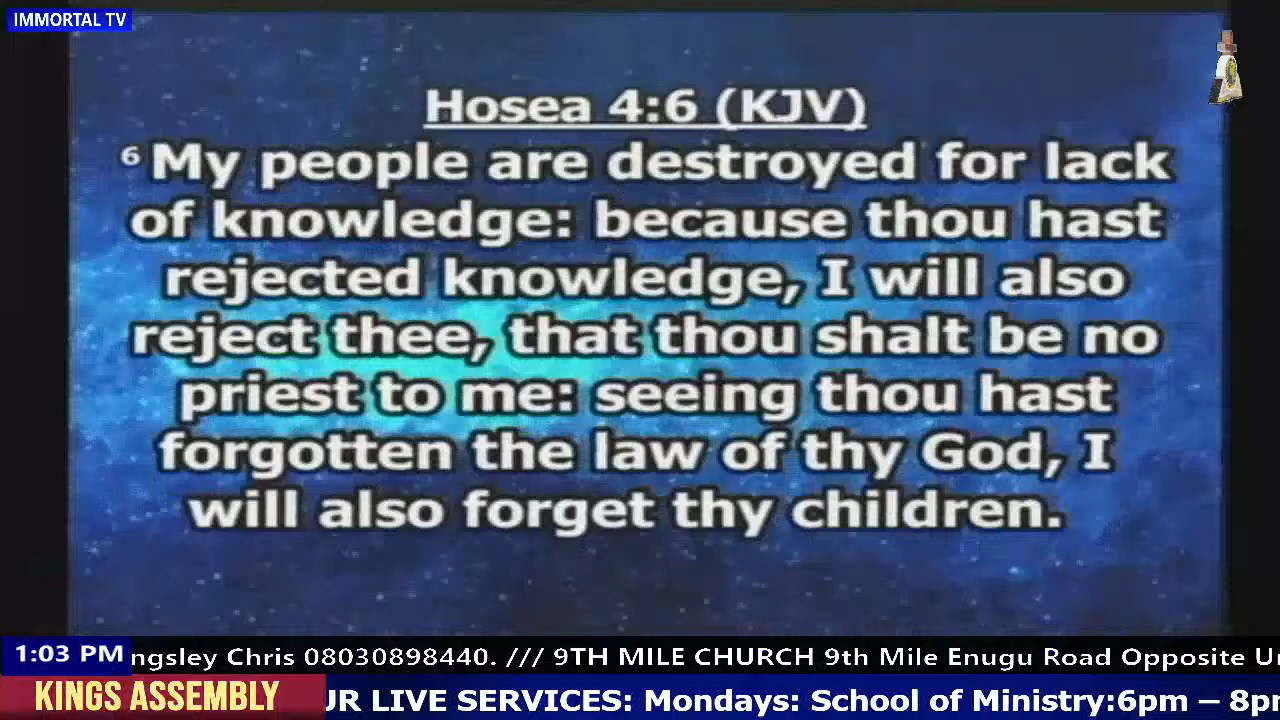 IMMORTAL TV
Hosea 4:6 (KJV)
6 My people are destroyed for lack
of knowledge: because thou hast
rejected knowledge, I will also
reject thee, that thou shalt be no
priest to me: seeing thou hast
forgotten the law of thy God, I
will also forget thy children.
1:03 PM
ngsley Chris 08030898440. /// 9TH MILE CHURCH 9th Mile Enugu Road Opposite
KINGS ASSEMBLY
UR LIVE SERVICES: Mondays: School of Ministry:6pm – 8p